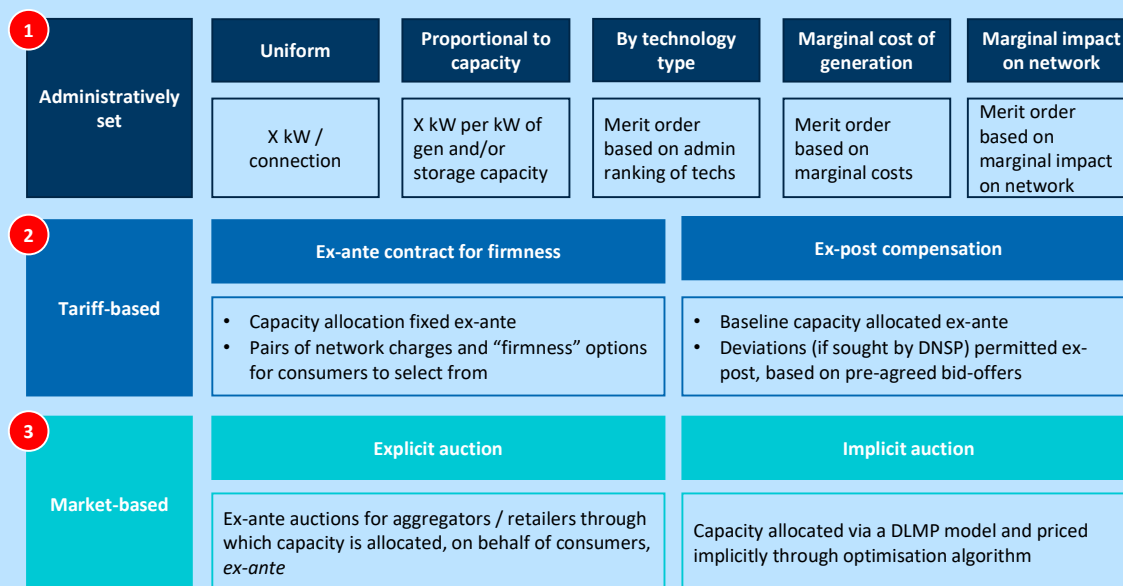 1
Administratively
set
Uniform
Proportional to
capacity
By technology
type
Marginal cost of
generation
Marginal impact
on network
X kW /
connection
X kW per kW of
gen and/or
storage capacity
Merit order
based on admin
ranking of techs
Merit order
based on
marginal costs
Merit order
based on
marginal impact
on network
2
Tariff-based
Ex-ante contract for firmness
Ex-post compensation
• Capacity allocation fixed ex-ante
• Pairs of network charges and “firmness” options
for consumers to select from
• Baseline capacity allocated ex-ante
• Deviations (if sought by DNSP) permitted ex-
post, based on pre-agreed bid-offers
3
Market-based
Explicit auction
Implicit auction
Ex-ante auctions for aggregators / retailers through
which capacity is allocated, on behalf of consumers,
ex-ante
Capacity allocated via a DLMP model and priced
implicitly through optimisation algorithm